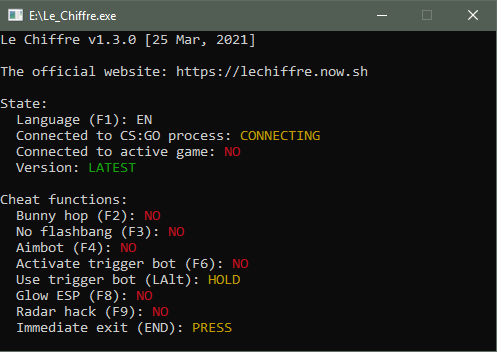 E:\Le_Chiffre.exe
Le Chiffre v1.3.0 [25 Mar, 2021]
The official website: https://lechiffre.now.sh
State:
Language (F1): EN
Connected to CS:GO process: CONNECTING
Connected to active game: NO
Version: LATEST
Cheat functions:
Bunny hop (F2): NO
No flashbang (F3): NO
Aimbot (F4): NO
Activate trigger bot (F6): NO
Use trigger bot (LAlt): HOLD
Glow ESP (F8): NO
Radar hack (F9): NO
Immediate exit (END): PRESS